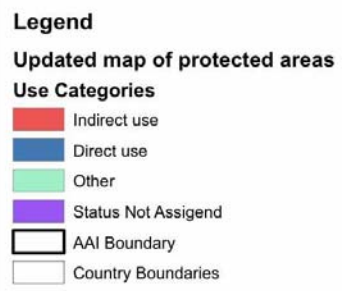 Legend
Updated map of protected areas
Use Categories
Indirect use
Direct use
Other
Status Not Assigend
AAI Boundary
Country Boundaries